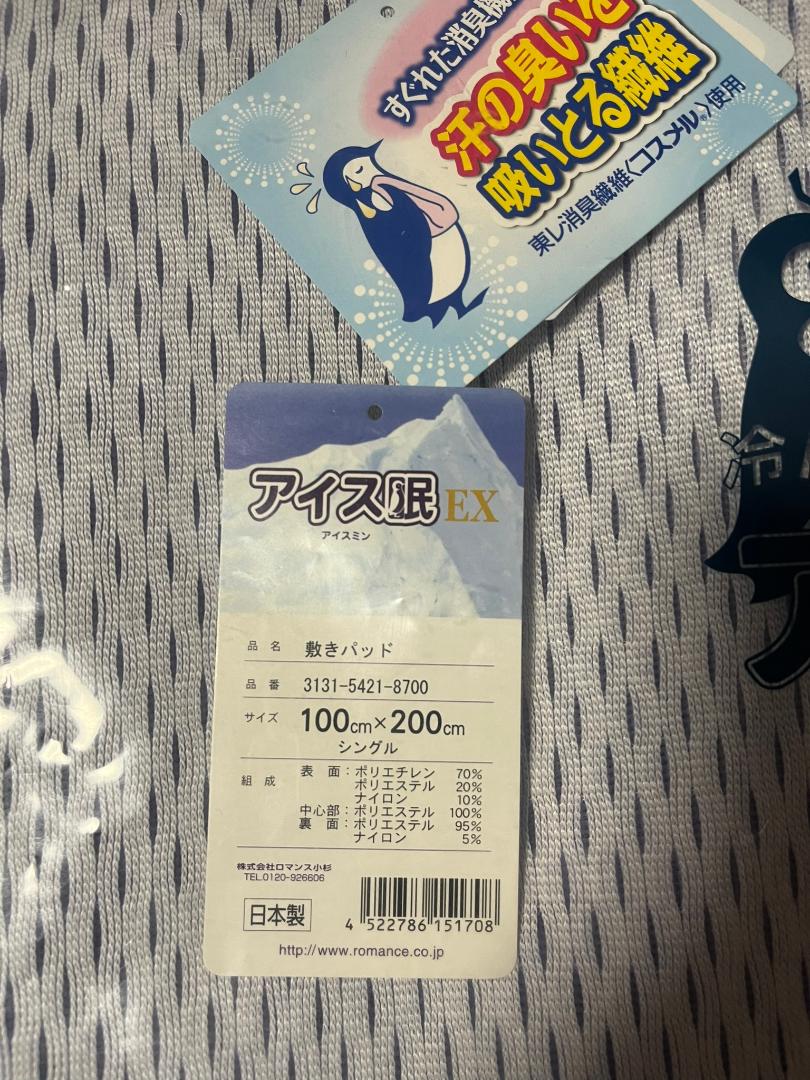 すぐれた消臭機
汗の臭いを
吸いとる繊維
東レ消臭繊維〈コスメル®〉使用
冷
アイス眠EX
アイスミン
品名 敷きパッド
品番 3131-5421-8700
サイズ 100cm×200cm
シングル
組成 表面:ポリエチレン 70%
ポリエステル 20%
ナイロン 10%
中心部:ポリエステル 100%
裏面:ポリエステル 95%
ナイロン 5%
株式会社ロマンス小杉
TEL.0120-926606
日本製
4 522786 151708
http://www.romance.co.jp